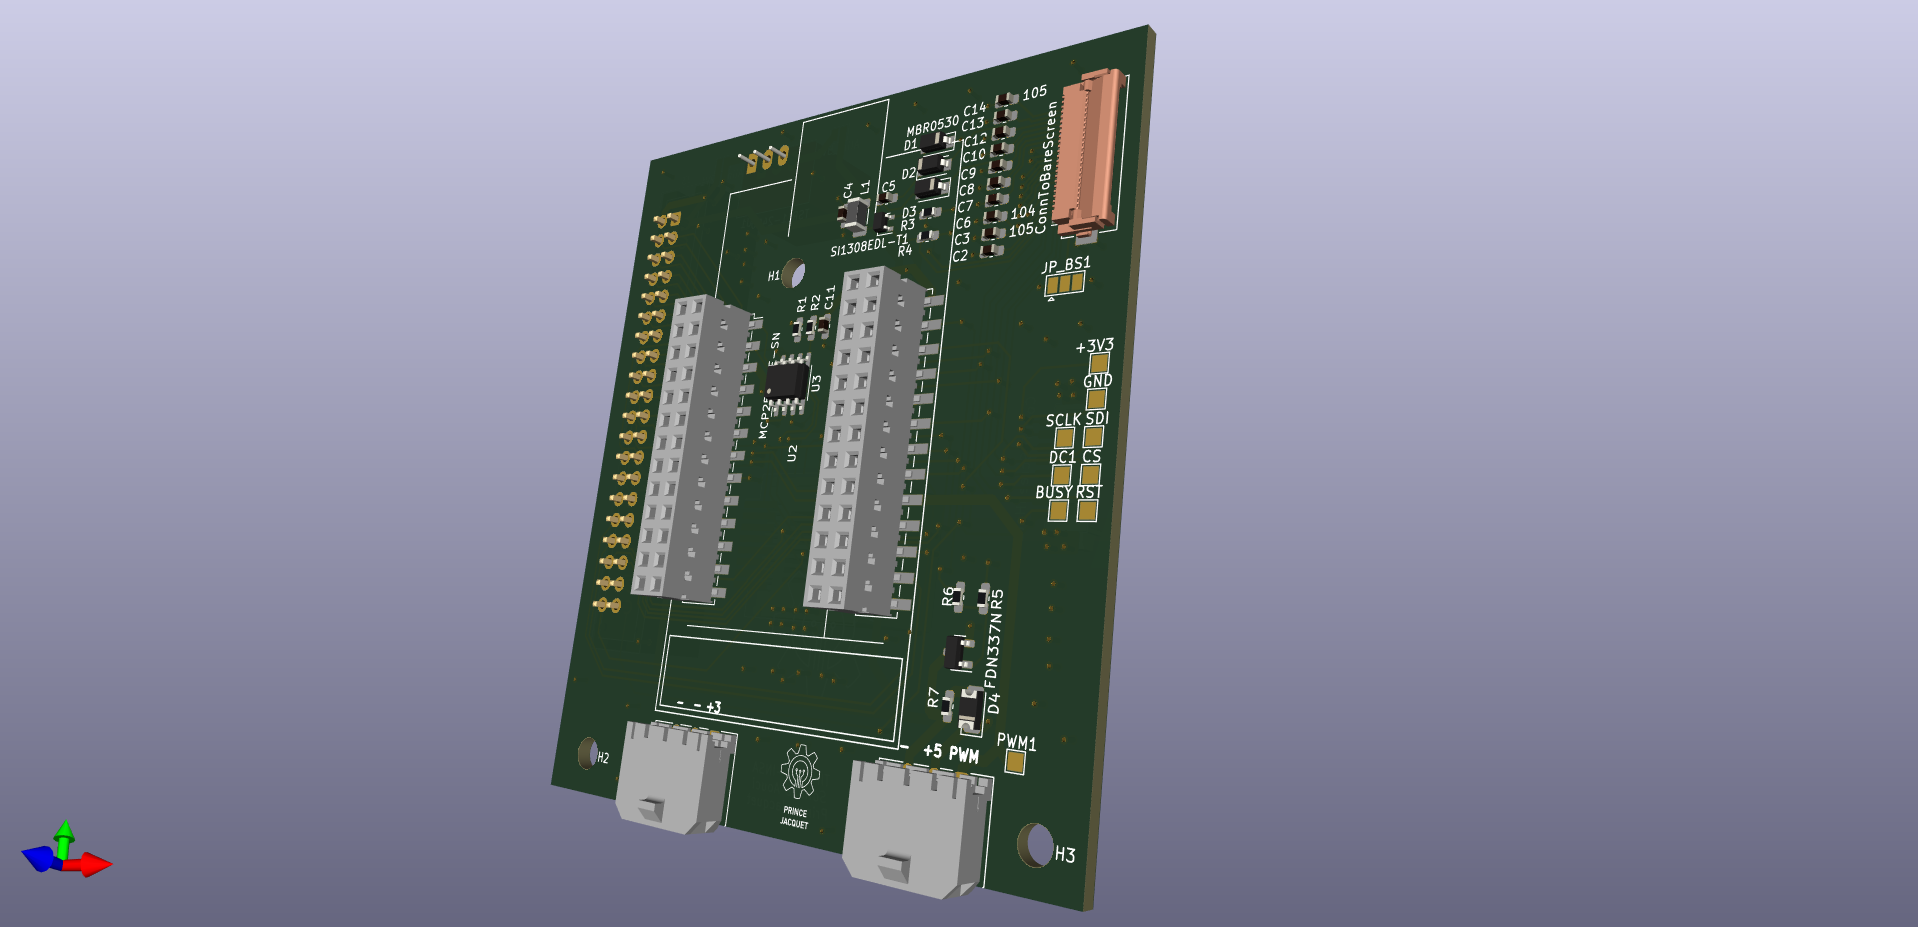 105
C14
MBR0530
C13
D1
C12
C10
D2
C9
C8
C4
L1
C5
C7
D3
104
C6
R3
105
C3
SI1308EDL-T1
R4
C2
ConnToBareScreen
JP_BS1
H1
R1
R2
C11
+3V3
GND
E-SN
MCP25
U3
U2
SCLK SDI
DC1 CS
BUSY RST
R6
R5
FDN337N
R7
D4
- - +3
- +5 PWM
PWM1
H2
PRINCE
JACQUET
H3